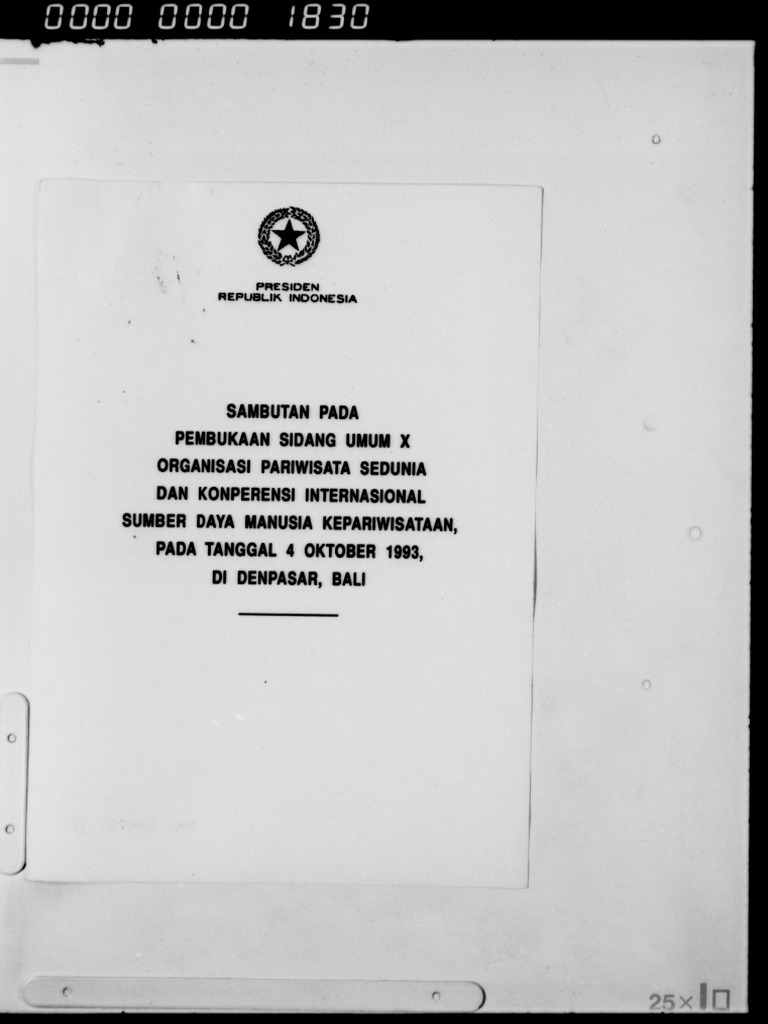 0000 0000 1830
PRESIDEN
REPUBLIK INDONESIA
SAMBUTAN PADA
PEMBUKAAN SIDANG UMUM X
ORGANISASI PARIWISATA SEDUNIA
DAN KONPERENSI INTERNASIONAL
SUMBER DAYA MANUSIA KEPARIWISATAAN,
PADA TANGGAL 4 OKTOBER 1993,
DI DENPASAR, BALI
25×